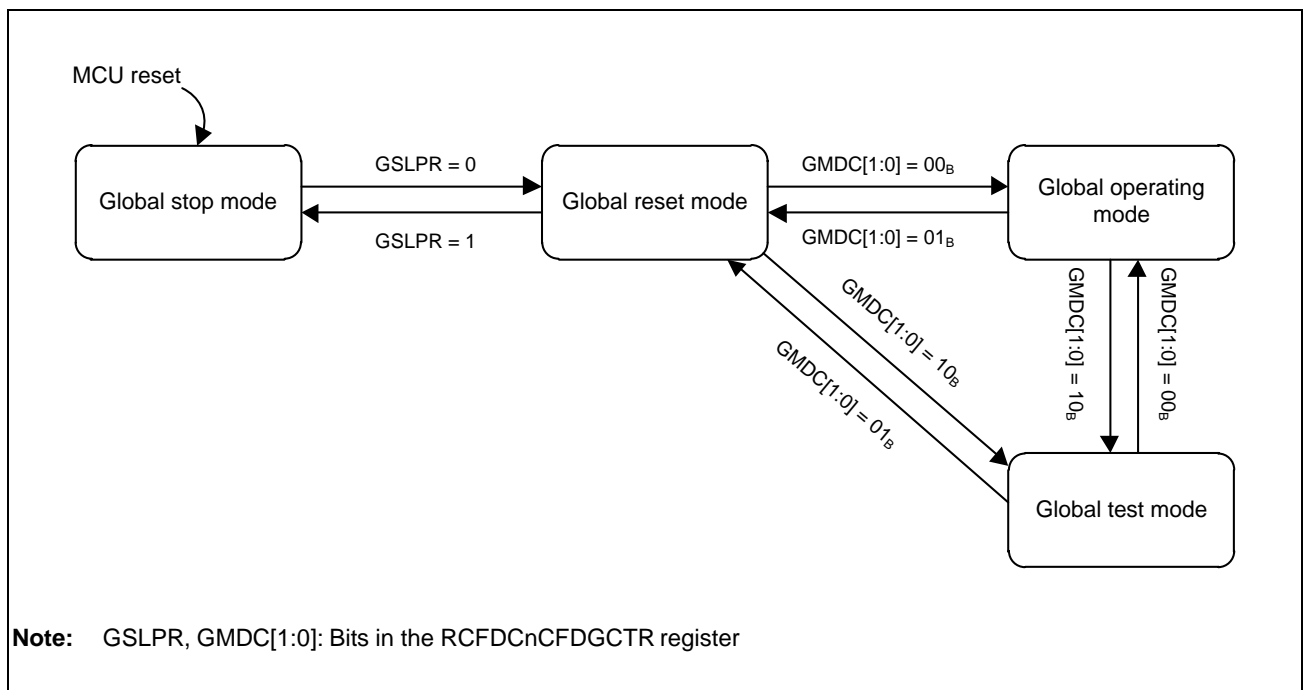 MCU reset
Global stop mode
GSLPR = 0
GSLPR = 1
Global reset mode
GMDC[1:0] = 00B
GMDC[1:0] = 01B
Global operating
mode
GMDC[1:0] = 10B
GMDC[1:0] = 01B
GMDC[1:0] = 10B
GMDC[1:0] = 00B
Global test mode
Note: GSLPR, GMDC[1:0]: Bits in the RCFDCnCFDGCTR register